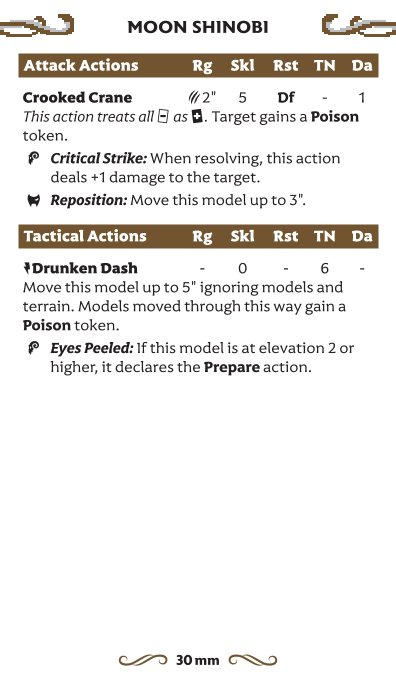 MOON SHINOBI
Attack Actions Rg Skl Rst TN Da
Crooked Crane 2" 5 Df - 1
This action treats all as . Target gains a Poison
token.
Critical Strike: When resolving, this action
deals +1 damage to the target.
Reposition: Move this model up to 3".
Tactical Actions Rg Skl Rst TN Da
Drunken Dash - 0 - 6 -
Move this model up to 5" ignoring models and
terrain. Models moved through this way gain a
Poison token.
Eyes Peeled: If this model is at elevation 2 or
higher, it declares the Prepare action.
30 mm